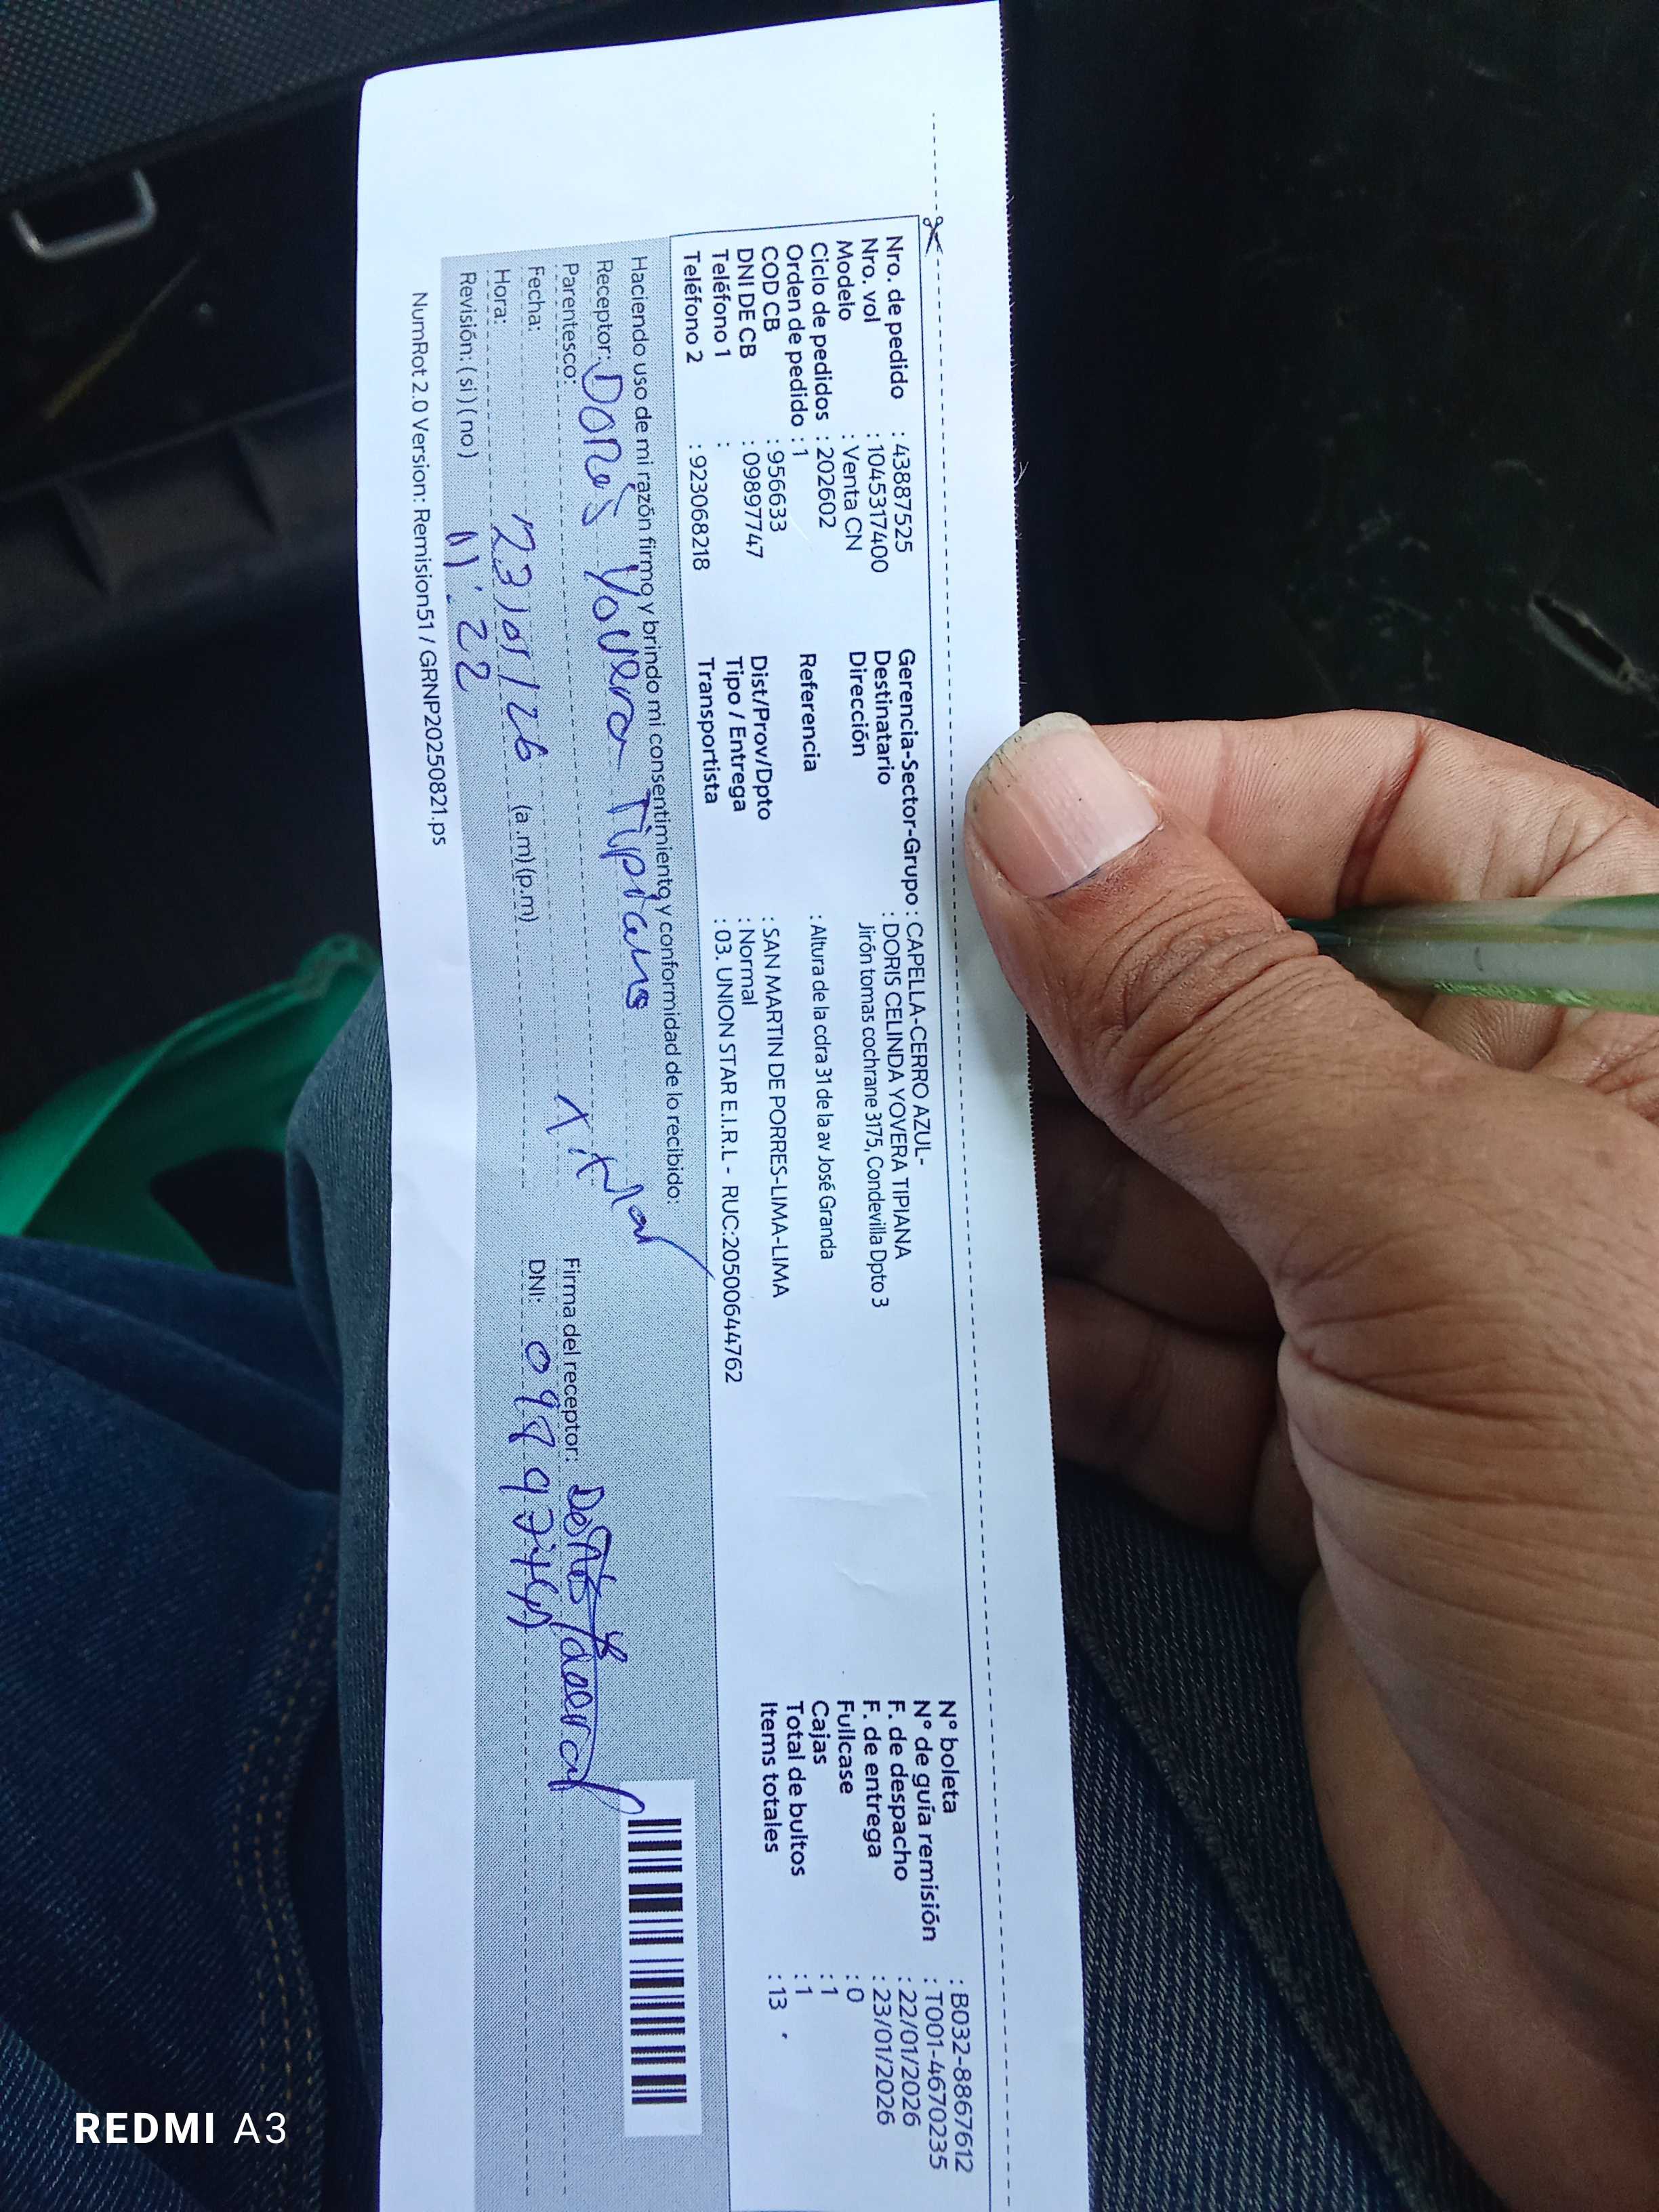 Nro. de pedido : 43887525
Nro. vol : 1045317400
Modelo : Venta CN
Ciclo de pedidos : 202602
Orden de pedido : 1
COD CB : 956633
DNI DE CB : 09897747
Teléfono 1 :
Teléfono 2 : 923068218
Gerencia-Sector-Grupo : CAPELLA-CERRO AZUL-
Destinatario : DORIS CELINDA YOVERA TIPIANA
Dirección Jirón tomas cochrane 3175, Condevilla Dpto 3
Referencia : Altura de la cdra 31 de la av José Granda
Dist/Prov/Dpto : SAN MARTIN DE PORRES-LIMA-LIMA
Tipo / Entrega : Normal
Transportista : 03. UNION STAR E.I.R.L - RUC:20500644762
N° boleta : B032-8867612
N° de guía remisión : T001-4670235
F. de despacho : 22/01/2026
F. de entrega : 23/01/2026
Fullcase : 0
Cajas : 1
Total de bultos : 1
Items totales : 13
Haciendo uso de mi razón firmo y brindo mi consentimiento y conformidad de lo recibido:
Receptor: Doris Yovera Tipiana
Parentesco:
Firma del receptor:
Fecha: 23/01/26
DNI:
Hora: 11:22 (a.m) (p.m)
Revisión: (si) (no)
NumRot 2.0 Version: Remision51 / GRNP20250821.ps
REDMI A3